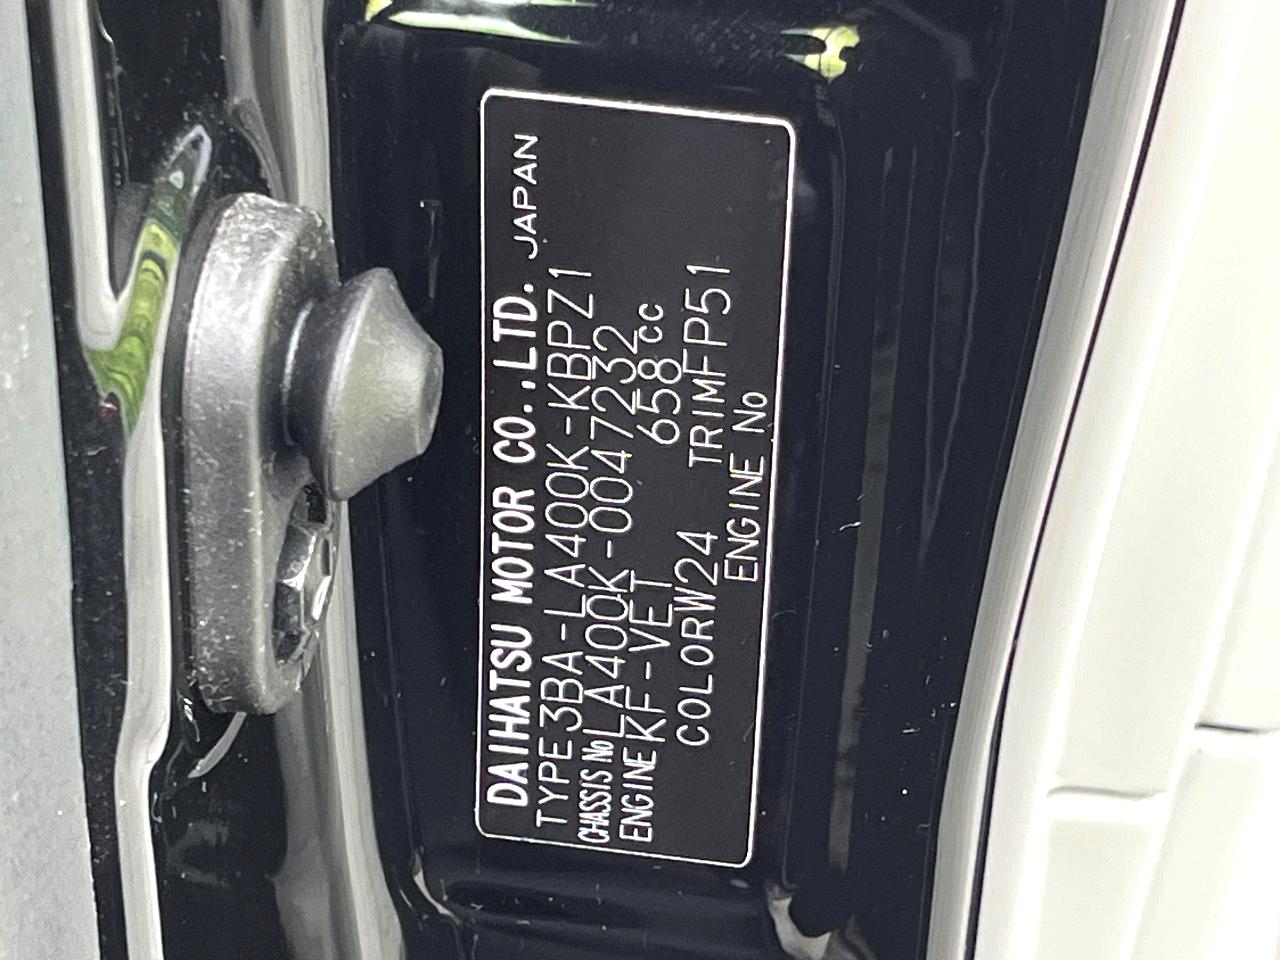 DAIHATSU MOTOR CO.,LTD. JAPAN
TYPE 3BA-LA400K-KBPZ1
CHASSIS No LA400K-0047232
ENGINE KF-VET 658cc
COLOR W24 TRIM FP51
ENGINE No